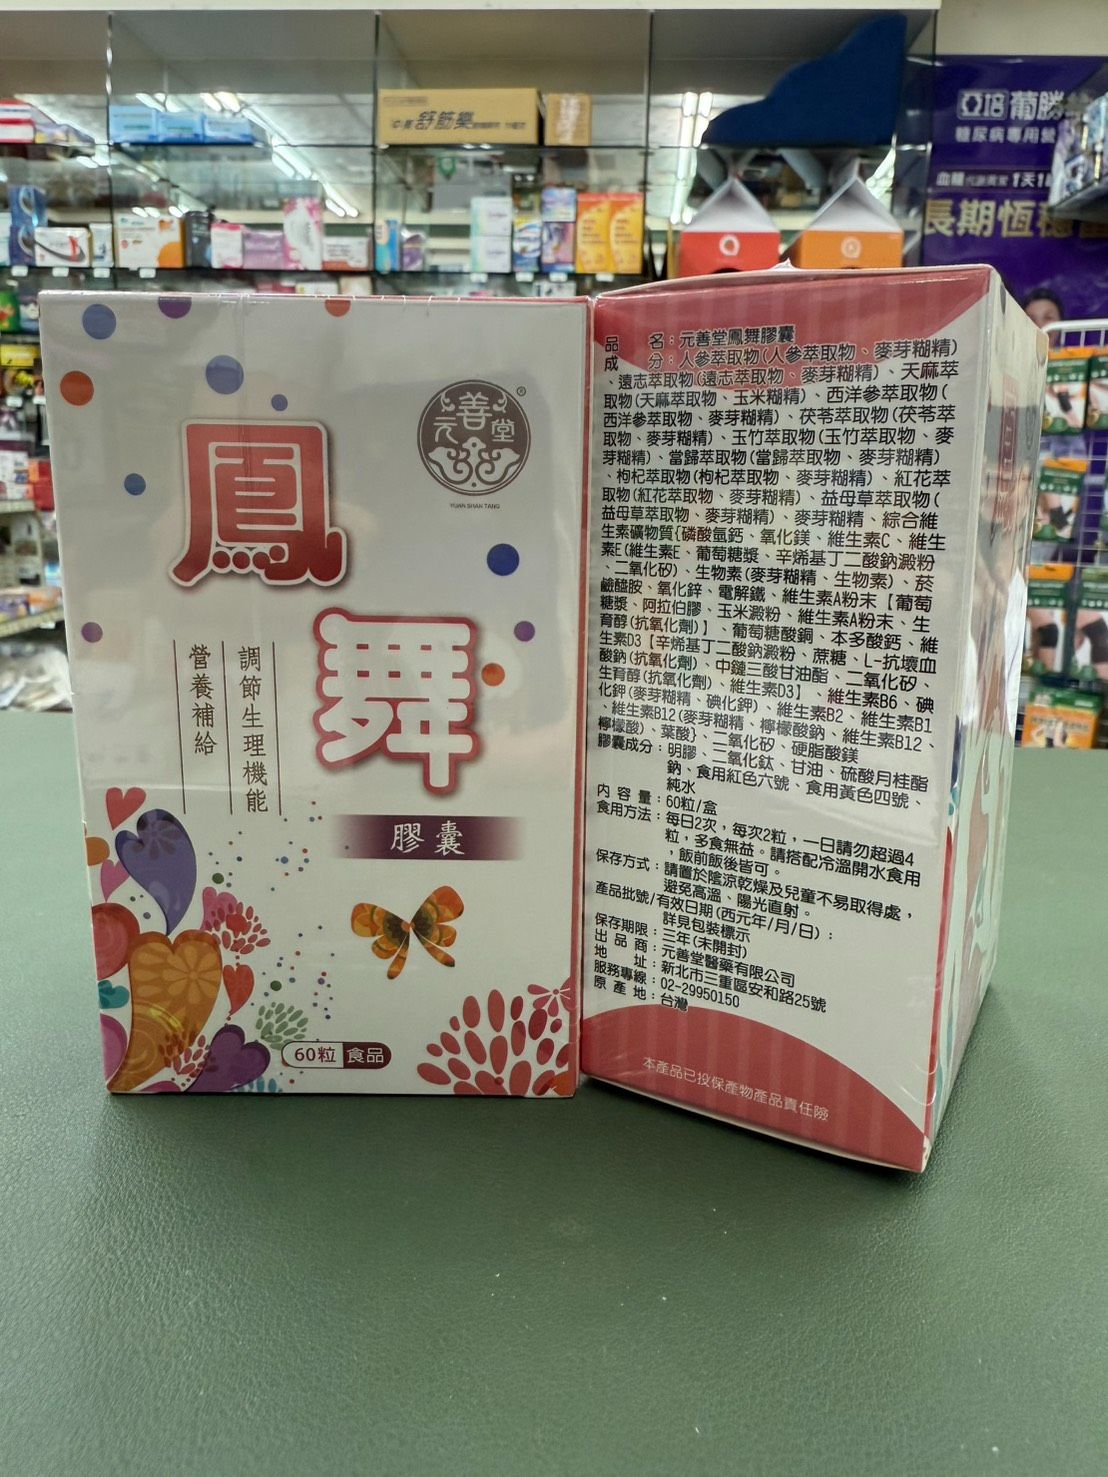 中農 舒筋樂
亞培 葡勝
糖尿病專用營
血糖
1天1
長期恆穩
元善堂
YUAN SHAN TANG
鳳舞
調節生理機能
營養補給
膠囊
60粒 食品
品　　名：元善堂鳳舞膠囊
成　　分：人參萃取物(人參萃取物、麥芽糊精)
、遠志萃取物(遠志萃取物、麥芽糊精)、天麻萃
取物(天麻萃取物、玉米糊精)、西洋參萃取物(
西洋參萃取物、麥芽糊精)、茯苓萃取物(茯苓萃
取物、麥芽糊精)、玉竹萃取物(玉竹萃取物、麥
芽糊精)、當歸萃取物(當歸萃取物、麥芽糊精)
、枸杞萃取物(枸杞萃取物、麥芽糊精)、紅花萃
取物(紅花萃取物、麥芽糊精)、益母草萃取物(
益母草萃取物、麥芽糊精)、麥芽糊精、綜合維
生素礦物質{磷酸氫鈣、氧化鎂、維生素C、維生
素E(維生素E、葡萄糖漿、辛烯基丁二酸鈉澱粉
、二氧化矽)、生物素(麥芽糊精、生物素)、菸
鹼醯胺、氧化鋅、電解鐵、維生素A粉末【葡萄
糖漿、阿拉伯膠、玉米澱粉、維生素A粉末、生
育醇(抗氧化劑)】、葡萄糖酸銅、本多酸鈣、維
生素D3【辛烯基丁二酸鈉澱粉、蔗糖、L-抗壞血
酸鈉(抗氧化劑)、中鏈三酸甘油酯、二氧化矽、
生育醇(抗氧化劑)、維生素D3】、維生素B6、碘
化鉀(麥芽糊精、碘化鉀)、維生素B2、維生素B1
、維生素B12(麥芽糊精、檸檬酸鈉、維生素B12、
檸檬酸)、葉酸}、二氧化矽、硬脂酸鎂
膠囊成分：明膠、二氧化鈦、甘油、硫酸月桂酯
鈉、食用紅色六號、食用黃色四號、
純水
內 容 量：60粒/盒
食用方法：每日2次，每次2粒，一日請勿超過4
粒，多食無益。請搭配冷溫開水食用
，飯前飯後皆可。
保存方式：請置於陰涼乾燥及兒童不易取得處，
避免高溫、陽光直射。
產品批號/有效日期(西元年/月/日)：
詳見包裝標示
保存期限：三年(未開封)
出 品 商：元善堂醫藥有限公司
地　　址：新北市三重區安和路25號
服務專線：02-29950150
原 產 地：台灣
本產品已投保產物產品責任險